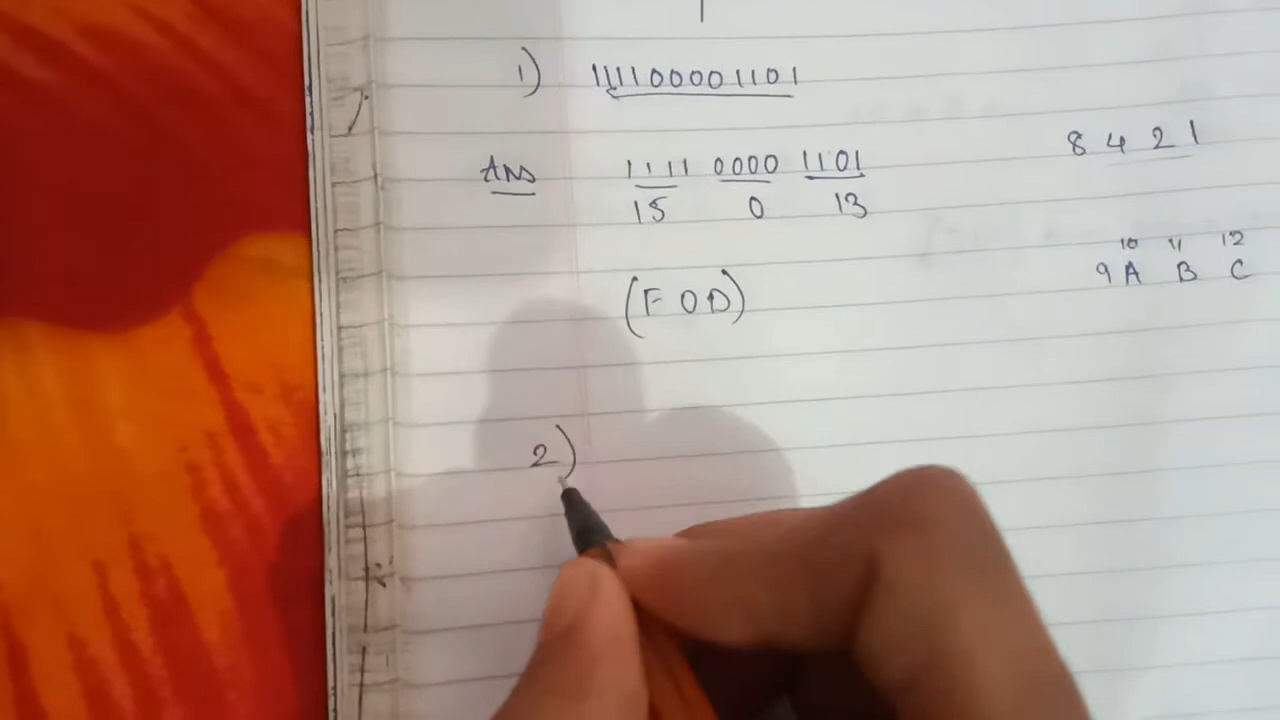 1) 111100001101
8 4 2 1
Ans 1111 0000 1101
15 0 13
10 11 12
9 A B C
(F 0 D)
2)